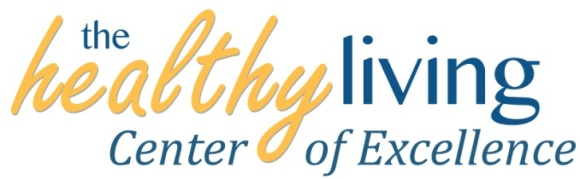 the
healthy living
Center of Excellence